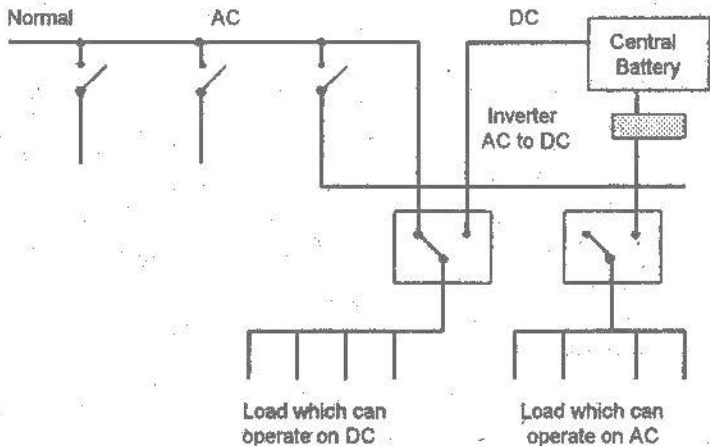 Normal
AC
DC
Central
Battery
Inverter
AC to DC
Load which can
operate on DC
Load which can
operate on AC